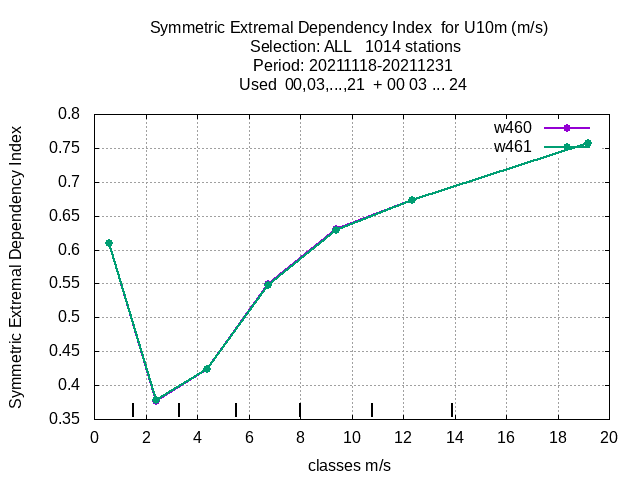 Symmetric Extremal Dependency Index  for U10m (m/s)
Selection: ALL   1014 stations
Period: 20211118-20211231
Used  00,03,...,21  + 00 03 ... 24
Symmetric Extremal Dependency Index
0.8
0.75
0.7
0.65
0.6
0.55
0.5
0.45
0.4
0.35
w460
w461
0 2 4 6 8 10 12 14 16 18 20
classes m/s